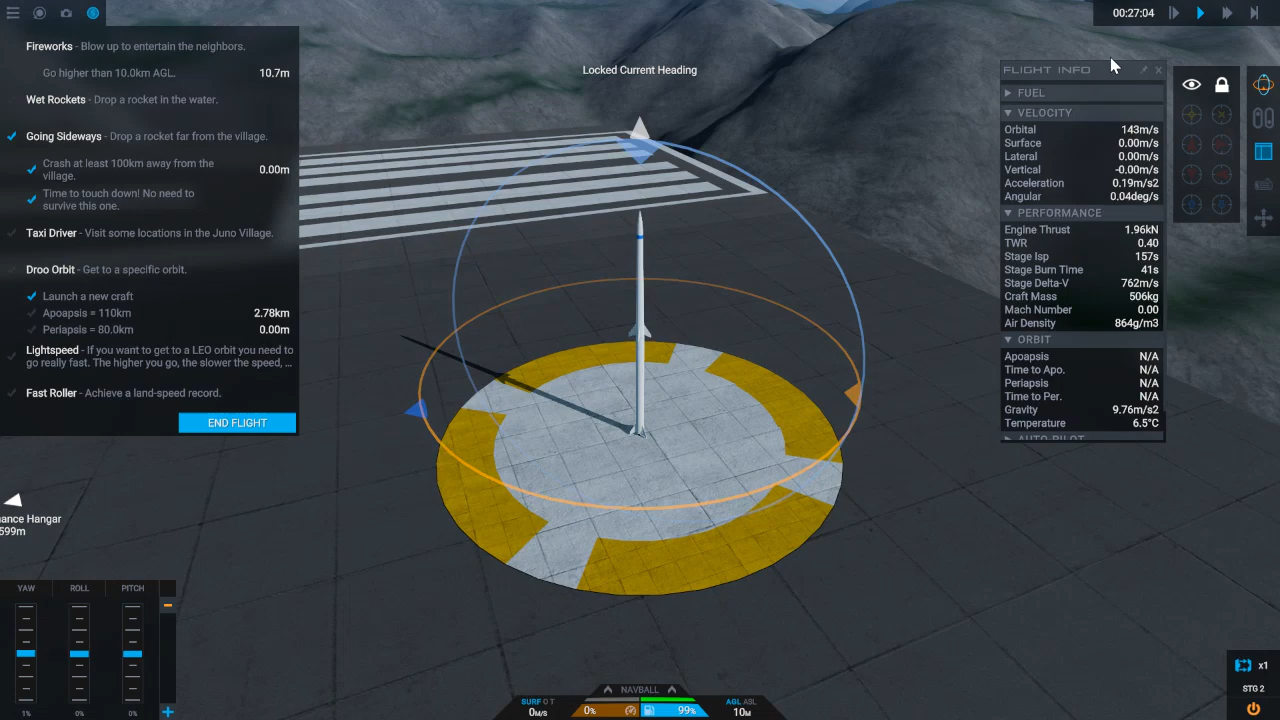 00:27:04
Fireworks - Blow up to entertain the neighbors.
Go higher than 10.0km AGL. 10.7m
Wet Rockets - Drop a rocket in the water.
Going Sideways - Drop a rocket far from the village.
Crash at least 100km away from the
village. 0.00m
Time to touch down! No need to
survive this one.
Taxi Driver - Visit some locations in the Juno Village.
Droo Orbit - Get to a specific orbit.
Launch a new craft
Apoapsis = 110km 2.78km
Periapsis = 80.0km 0.00m
Lightspeed - If you want to get to a LEO orbit you need to
go really fast. The higher you go, the slower the speed, ...
Fast Roller - Achieve a land-speed record.
END FLIGHT
Locked Current Heading
FLIGHT INFO
FUEL
VELOCITY
Orbital 143m/s
Surface 0.00m/s
Lateral 0.00m/s
Vertical -0.00m/s
Acceleration 0.19m/s2
Angular 0.04deg/s
PERFORMANCE
Engine Thrust 1.96kN
TWR 0.40
Stage Isp 157s
Stage Burn Time 41s
Stage Delta-V 762m/s
Craft Mass 506kg
Mach Number 0.00
Air Density 864g/m3
ORBIT
Apoapsis N/A
Time to Apo. N/A
Periapsis N/A
Time to Per. N/A
Gravity 9.76m/s2
Temperature 6.5°C
AUTO-PILOT
nance Hangar
599m
YAW ROLL PITCH
1% 0% 0%
NAVBALL
SURF O T
0M/S
0%
99%
AGL ASL
10M
x1
STG 2